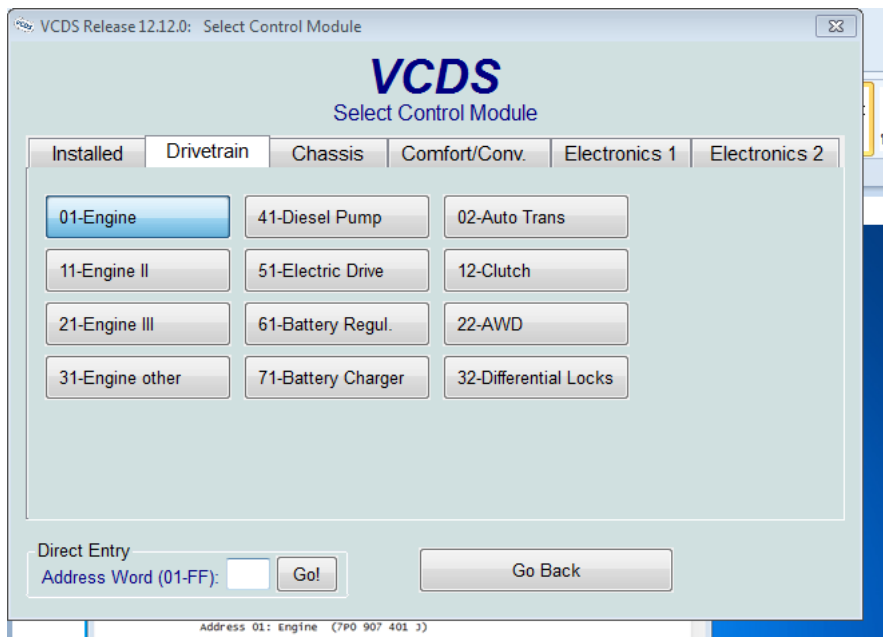 VCDS Release 12.12.0: Select Control Module
VCDS
Select Control Module
Installed Drivetrain Chassis Comfort/Conv. Electronics 1 Electronics 2
01-Engine 41-Diesel Pump 02-Auto Trans
11-Engine II 51-Electric Drive 12-Clutch
21-Engine III 61-Battery Regul. 22-AWD
31-Engine other 71-Battery Charger 32-Differential Locks
Direct Entry
Address Word (01-FF): Go! Go Back
Address 01: Engine (7P0 907 401 J)